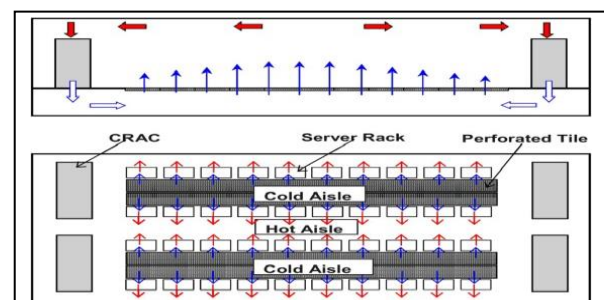 CRAC
Server Rack
Perforated Tile
Cold Aisle
Hot Aisle
Cold Aisle